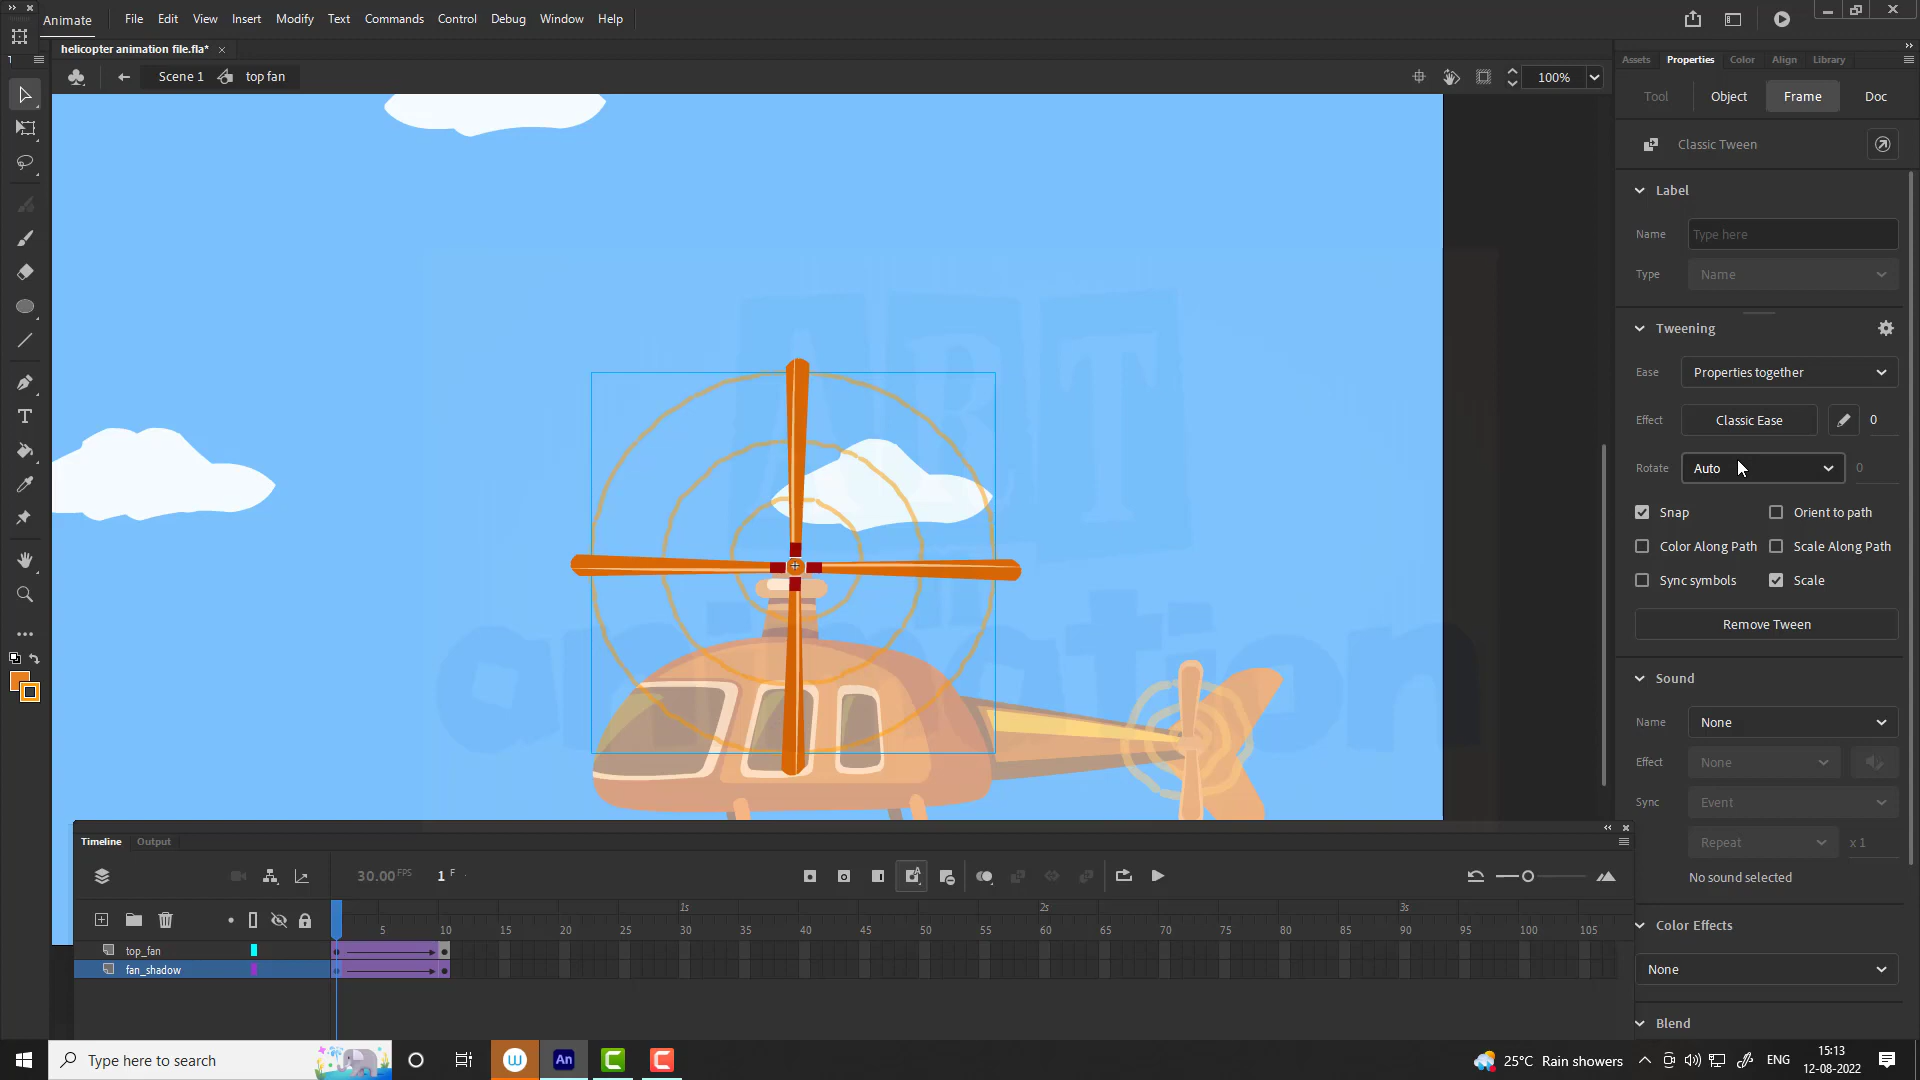 Animate File Edit View Insert Modify Text Commands Control Debug Window Help
helicopter animation file.fla*
Scene 1 top fan 100%
Assets Properties Color Align Library
Tool Object Frame Doc
Classic Tween
Label
Name Type here
Type Name
Tweening
Ease Properties together
Effect Classic Ease 0
Rotate Auto 0
Snap Orient to path
Color Along Path Scale Along Path
Sync symbols Scale
Remove Tween
Sound
Name None
Effect None
Sync Event
Repeat x 1
No sound selected
Color Effects
None
Blend
ART
animation
Timeline Output
30.00 FPS 1 F
1s 2s 3s
5 10 15 20 25 30 35 40 45 50 55 60 65 70 75 80 85 90 95 100 105
top_fan
fan_shadow
Type here to search
An
25°C Rain showers
ENG
15:13
12-08-2022